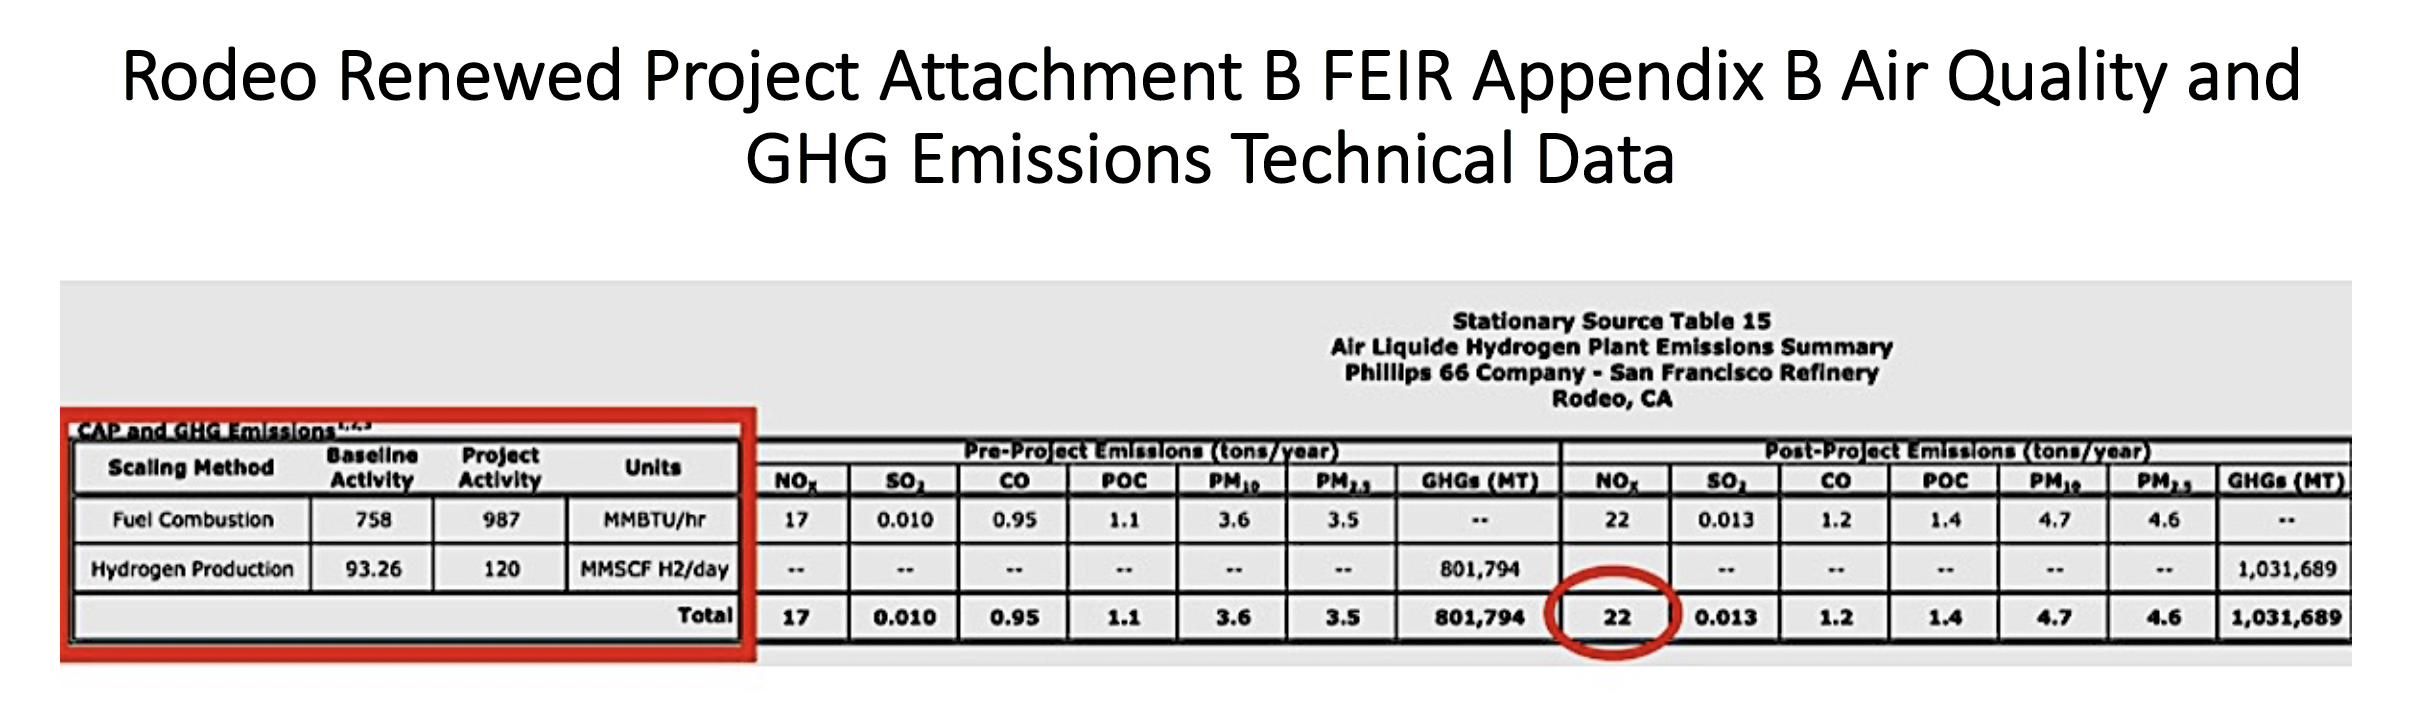 Rodeo Renewed Project Attachment B FEIR Appendix B Air Quality and
GHG Emissions Technical Data
Stationary Source Table 15
Air Liquide Hydrogen Plant Emissions Summary
Phillips 66 Company - San Francisco Refinery
Rodeo, CA
CAP and GHG Emissions1,2,3
Scaling Method Baseline Activity Project Activity Units Pre-Project Emissions (tons/year) Post-Project Emissions (tons/year)
NOx SO2 CO POC PM10 PM2.5 GHGs (MT) NOx SO2 CO POC PM10 PM2.5 GHGs (MT)
Fuel Combustion 758 987 MMBTU/hr 17 0.010 0.95 1.1 3.6 3.5 -- 22 0.013 1.2 1.4 4.7 4.6 --
Hydrogen Production 93.26 120 MMSCF H2/day -- -- -- -- -- -- 801,794 -- -- -- -- -- 1,031,689
Total 17 0.010 0.95 1.1 3.6 3.5 801,794 22 0.013 1.2 1.4 4.7 4.6 1,031,689